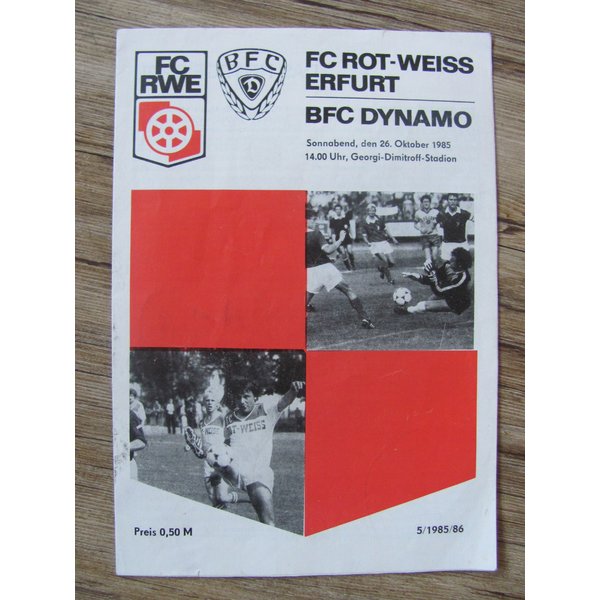 FC
RWE
BFC
D
FC ROT-WEISS
ERFURT
BFC DYNAMO
Sonnabend, den 26. Oktober 1985
14.00 Uhr, Georgi-Dimitroff-Stadion
WEISS
ROT-WEISS
Preis 0,50 M
5/1985/86